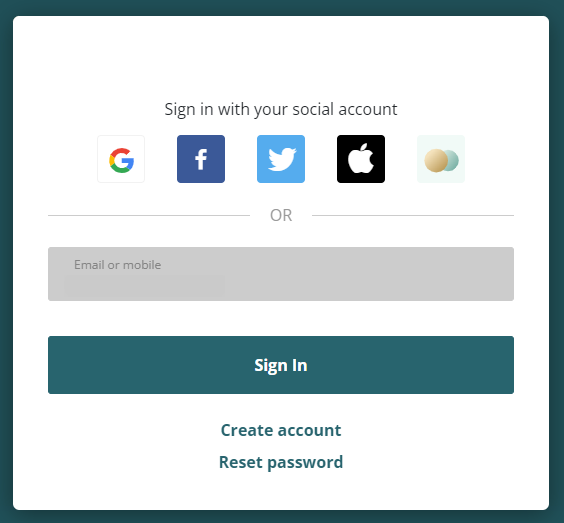 Sign in with your social account
OR
Email or mobile
Sign In
Create account
Reset password